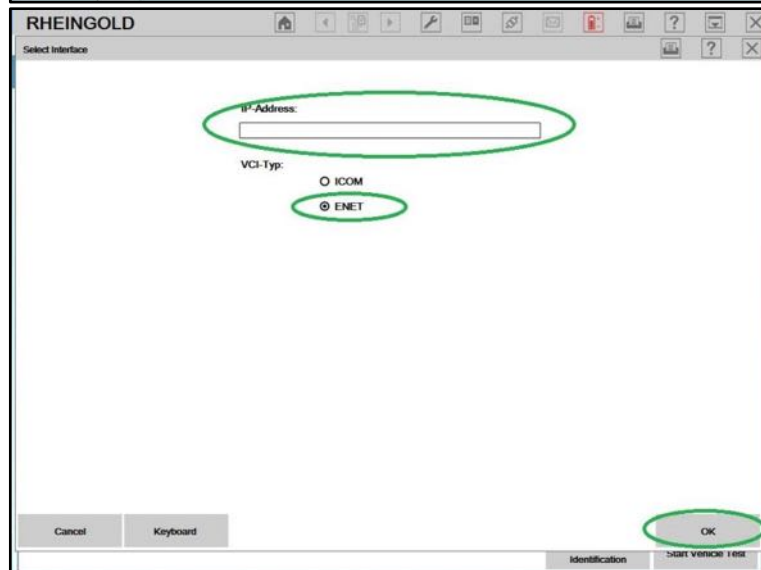 RHEINGOLD
Select Interface
IP-Address:
VCI-Typ:
ICOM
ENET
Cancel
Keyboard
OK
Identification
Start Vehicle Test